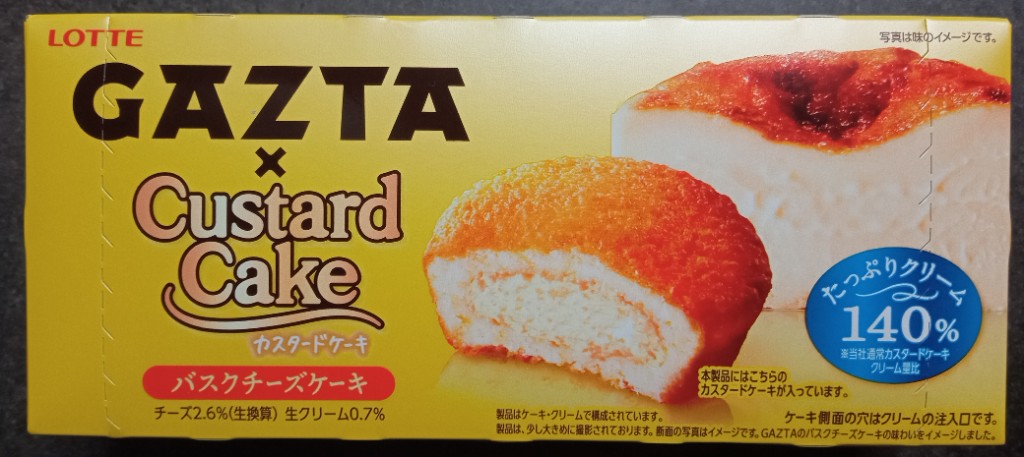 LOTTE
写真は味のイメージです。
GAZTA
×
Custard
Cake
カスタードケーキ
バスクチーズケーキ
チーズ2.6%(生換算) 生クリーム0.7%
たっぷりクリーム
140%
※当社通常カスタードケーキ
クリーム量比
本製品にはこちらの
カスタードケーキが入っています。
ケーキ側面の穴はクリームの注入口です。
製品はケーキ・クリームで構成されています。
製品は、少し大きめに撮影されております。断面の写真はイメージです。GAZTAのバスクチーズケーキの味わいをイメージしました。